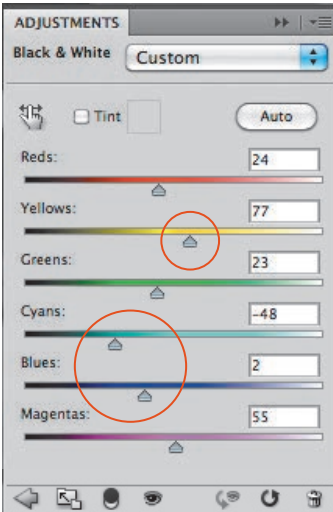 ADJUSTMENTS
Black & White Custom
Tint Auto
Reds: 24
Yellows: 77
Greens: 23
Cyans: -48
Blues: 2
Magentas: 55